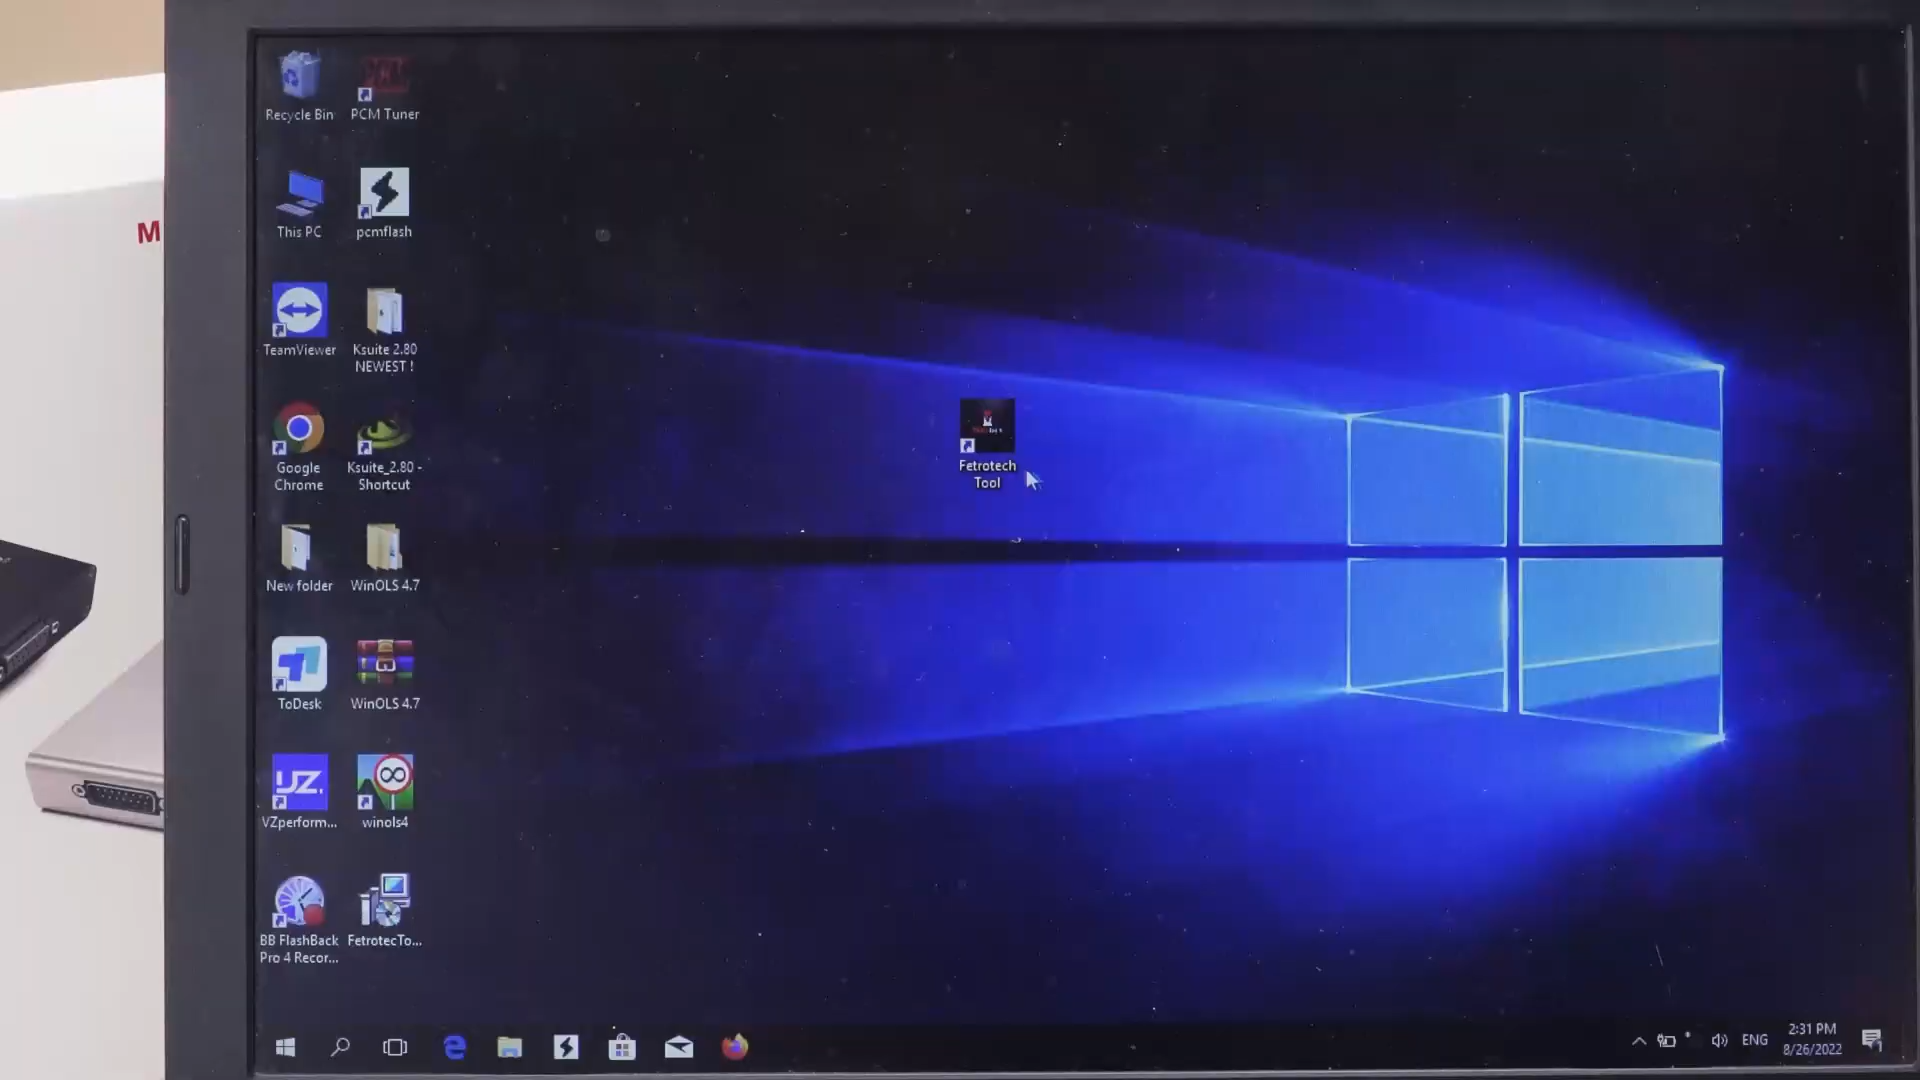 M
Recycle Bin
PCM Tuner
This PC
pcmflash
TeamViewer
Ksuite 2.80
NEWEST !
Google
Chrome
Ksuite_2.80 -
Shortcut
New folder
WinOLS 4.7
ToDesk
WinOLS 4.7
VZ.
VZperform...
winols4
BB FlashBack
Pro 4 Recor...
FetrotecTo...
Fetrotech
Tool
ENG
2:31 PM
8/26/2022
1